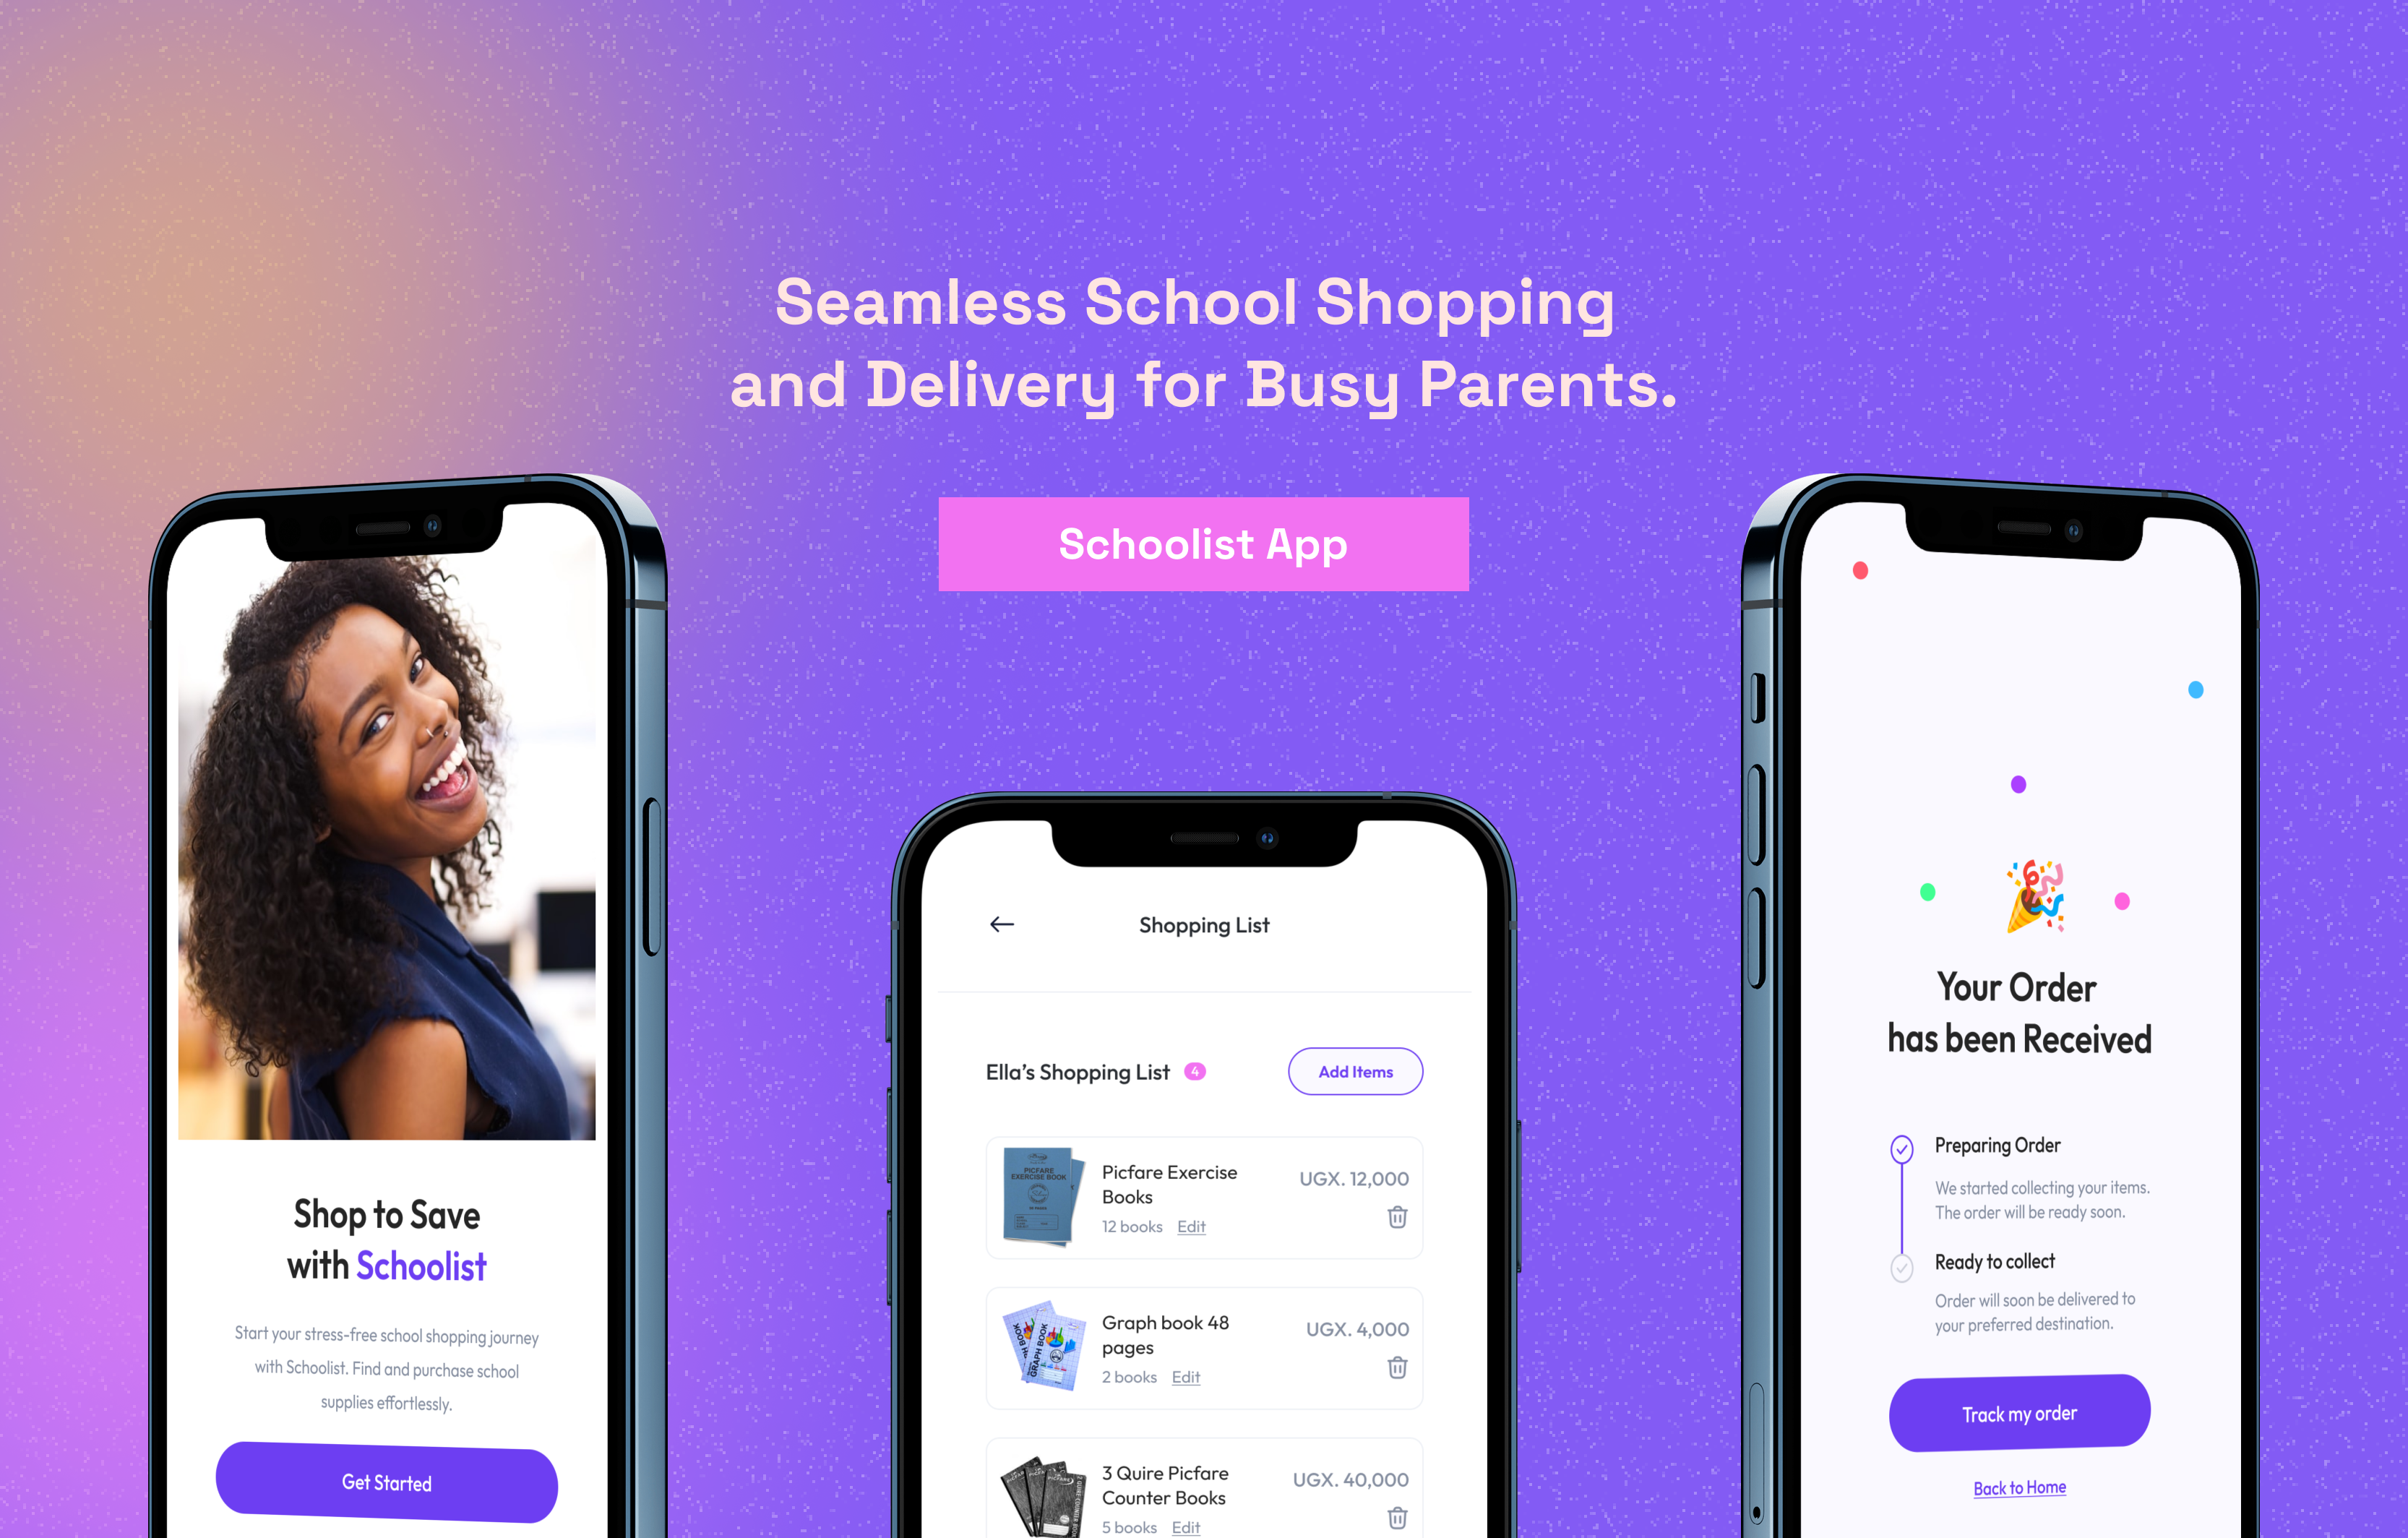 Seamless School Shopping
and Delivery for Busy Parents.
Schoolist App
Shop to Save
with Schoolist
Start your stress-free school shopping journey
with Schoolist. Find and purchase school
supplies effortlessly.
Get Started
Shopping List
Ella's Shopping List 4
Add Items
PICFARE
EXERCISE BOOK
Picfare Exercise
Books
12 books Edit
UGX. 12,000
GRAPH BOOK
Graph book 48
pages
2 books Edit
UGX. 4,000
3 Quire Picfare
Counter Books
5 books Edit
UGX. 40,000
Your Order
has been Received
Preparing Order
We started collecting your items.
The order will be ready soon.
Ready to collect
Order will soon be delivered to
your preferred destination.
Track my order
Back to Home